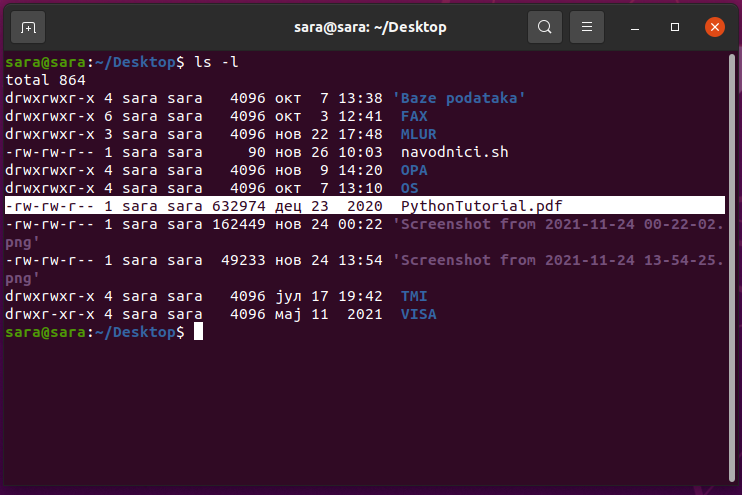 sara@sara: ~/Desktop
sara@sara:~/Desktop$ ls -l
total 864
drwxrwxr-x 4 sara sara   4096 окт  7 13:38 'Baze podataka'
drwxrwxr-x 6 sara sara   4096 окт  3 12:41  FAX
drwxrwxr-x 3 sara sara   4096 нов 22 17:48  MLUR
-rw-rw-r-- 1 sara sara     90 нов 26 10:03  navodnici.sh
drwxrwxr-x 4 sara sara   4096 нов  9 14:20  OPA
drwxrwxr-x 4 sara sara   4096 окт  7 13:10  OS
-rw-rw-r-- 1 sara sara 632974 дец 23  2020  PythonTutorial.pdf
-rw-rw-r-- 1 sara sara 162449 нов 24 00:22 'Screenshot from 2021-11-24 00-22-02.
png'
-rw-rw-r-- 1 sara sara  49233 нов 24 13:54 'Screenshot from 2021-11-24 13-54-25.
png'
drwxrwxr-x 4 sara sara   4096 јул 17 19:42  TMI
drwxr-xr-x 4 sara sara   4096 мај 11  2021  VISA
sara@sara:~/Desktop$